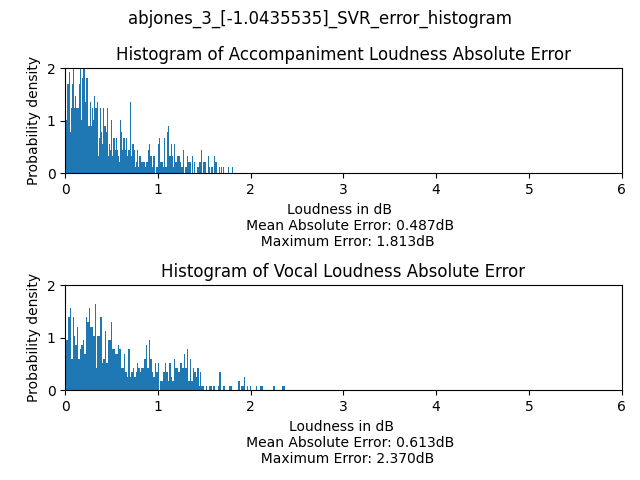 abjones_3_[-1.0435535]_SVR_error_histogram
Histogram of Accompaniment Loudness Absolute Error
Probability density
2
1
0
0 1 2 3 4 5 6
Loudness in dB
Mean Absolute Error: 0.487dB
Maximum Error: 1.813dB
Histogram of Vocal Loudness Absolute Error
Probability density
2
1
0
0 1 2 3 4 5 6
Loudness in dB
Mean Absolute Error: 0.613dB
Maximum Error: 2.370dB